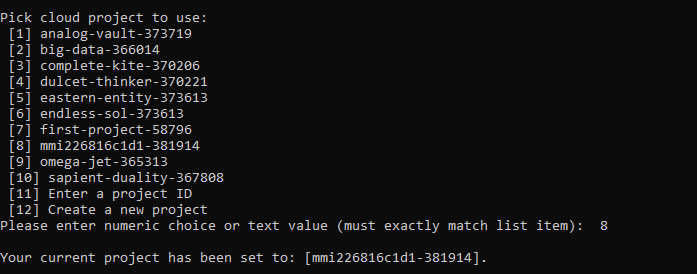 Pick cloud project to use:
[1] analog-vault-373719
[2] big-data-366014
[3] complete-kite-370206
[4] dulcet-thinker-370221
[5] eastern-entity-373613
[6] endless-sol-373613
[7] first-project-58796
[8] mmi226816c1d1-381914
[9] omega-jet-365313
[10] sapient-duality-367808
[11] Enter a project ID
[12] Create a new project
Please enter numeric choice or text value (must exactly match list item):  8
Your current project has been set to: [mmi226816c1d1-381914].